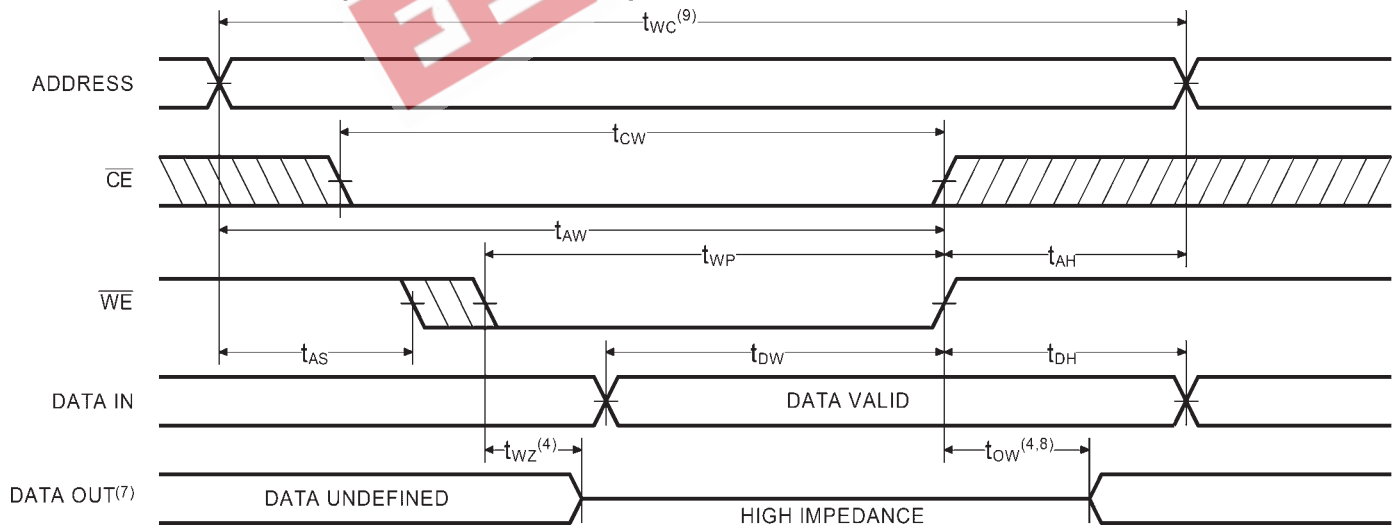 tWC(9)
ADDRESS
tCW
CE
tAW
tWP
tAH
WE
tAS
tDW
tDH
DATA IN
DATA VALID
tWZ(4)
tOW(4,8)
DATA OUT(7)
DATA UNDEFINED
HIGH IMPEDANCE